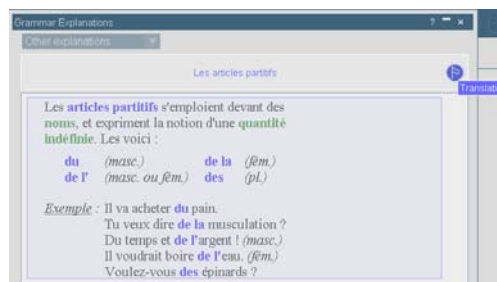 Grammar Explanations
Other explanations
Les articles partitifs
Les articles partitifs s'emploient devant des
noms, et expriment la notion d'une quantité
indéfinie. Les voici :
du (masc.) de la (fém.)
de l' (masc. ou fém.) des (pl.)
Exemple : Il va acheter du pain.
Tu veux dire de la musculation ?
Du temps et de l'argent ! (masc.)
Il voudrait boire de l'eau. (fém.)
Voulez-vous des épinards ?